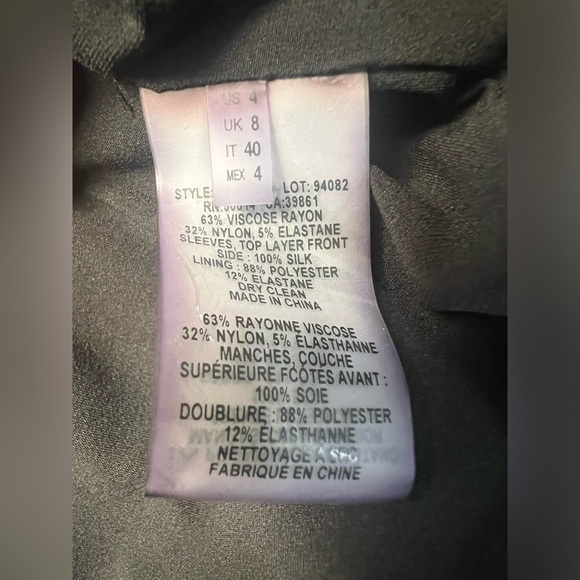 US 4
UK 8
IT 40
MEX 4
STYLE: LOT: 94082
CA:39861
63% VISCOSE RAYON
32% NYLON, 5% ELASTANE
SLEEVES, TOP LAYER FRONT
SIDE : 100% SILK
LINING : 88% POLYESTER
12% ELASTANE
DRY CLEAN
MADE IN CHINA
63% RAYONNE VISCOSE
32% NYLON, 5% ÉLASTHANNE
MANCHES, COUCHE
SUPÉRIEURE FCÔTES AVANT :
100% SOIE
DOUBLURE : 88% POLYESTER
12% ÉLASTHANNE
NETTOYAGE À SEC
FABRIQUÉ EN CHINE